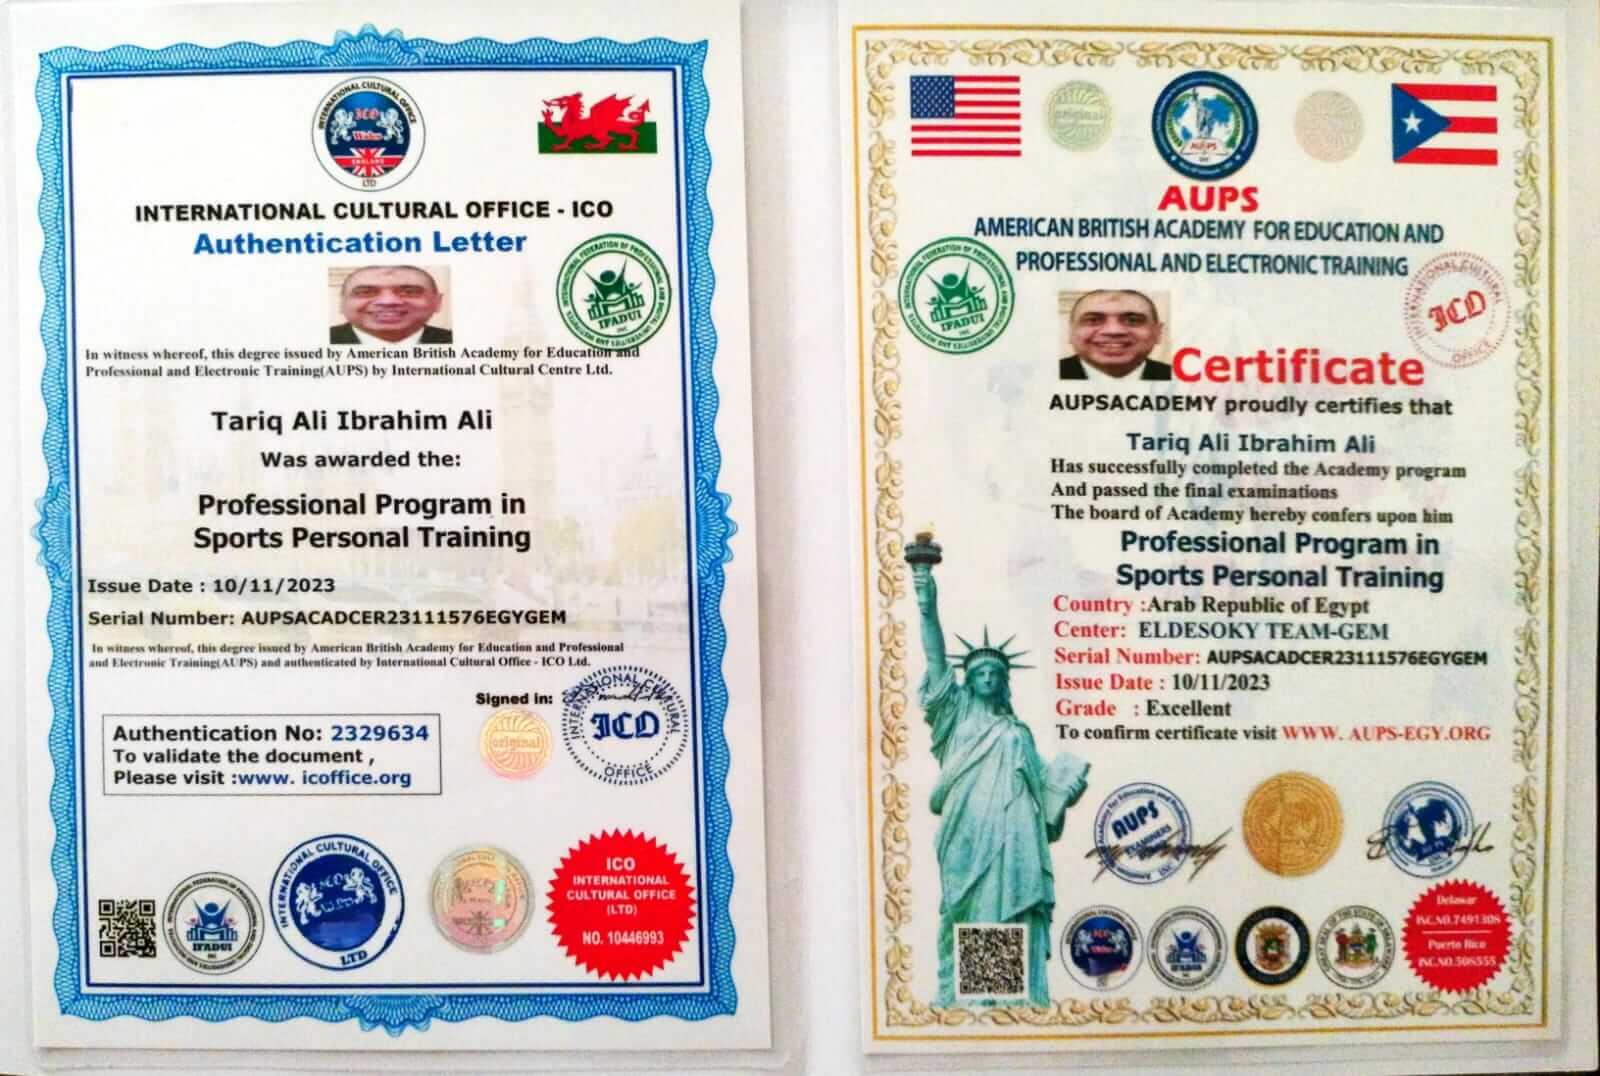 INTERNATIONAL CULTURAL OFFICE
ICO
Wales
ENGLAND
LTD
INTERNATIONAL CULTURAL OFFICE - ICO
Authentication Letter
INTERNATIONAL FEDERATION OF PROFESSIONAL AND DIGITAL UNIVERSITIES AND INSTITUTES
IFADUI
INC
In witness whereof, this degree issued by American British Academy for Education and
Professional and Electronic Training(AUPS) by International Cultural Centre Ltd.
Tariq Ali Ibrahim Ali
Was awarded the:
Professional Program in
Sports Personal Training
Issue Date : 10/11/2023
Serial Number: AUPSACADCER23111576EGYGEM
In witness whereof, this degree issued by American British Academy for Education and Professional
and Electronic Training(AUPS) and authenticated by International Cultural Office - ICO Ltd.
Signed in:
INTERNATIONAL CULTURAL
ICO
OFFICE
original
Authentication No: 2329634
To validate the document ,
Please visit :www. icoffice.org
IFADUI
INTERNATIONAL CULTURAL OFFICE
LTD
ICO
INTERNATIONAL
CULTURAL OFFICE
(LTD)
NO. 10446993
original
AUPS
INC
AUPS
AMERICAN BRITISH ACADEMY FOR EDUCATION AND
PROFESSIONAL AND ELECTRONIC TRAINING
IFADUI
INC
INTERNATIONAL CULTURAL
ICO
OFFICE
Certificate
AUPSACADEMY proudly certifies that
Tariq Ali Ibrahim Ali
Has successfully completed the Academy program
And passed the final examinations
The board of Academy hereby confers upon him
Professional Program in
Sports Personal Training
Country :Arab Republic of Egypt
Center: ELDESOKY TEAM-GEM
Serial Number: AUPSACADCER23111576EGYGEM
Issue Date : 10/11/2023
Grade : Excellent
To confirm certificate visit WWW. AUPS-EGY.ORG
AUPS
EXAMINERS
INC
Delawar
ISC.NO.7491308
Puerto Rico
ISC.NO.508555